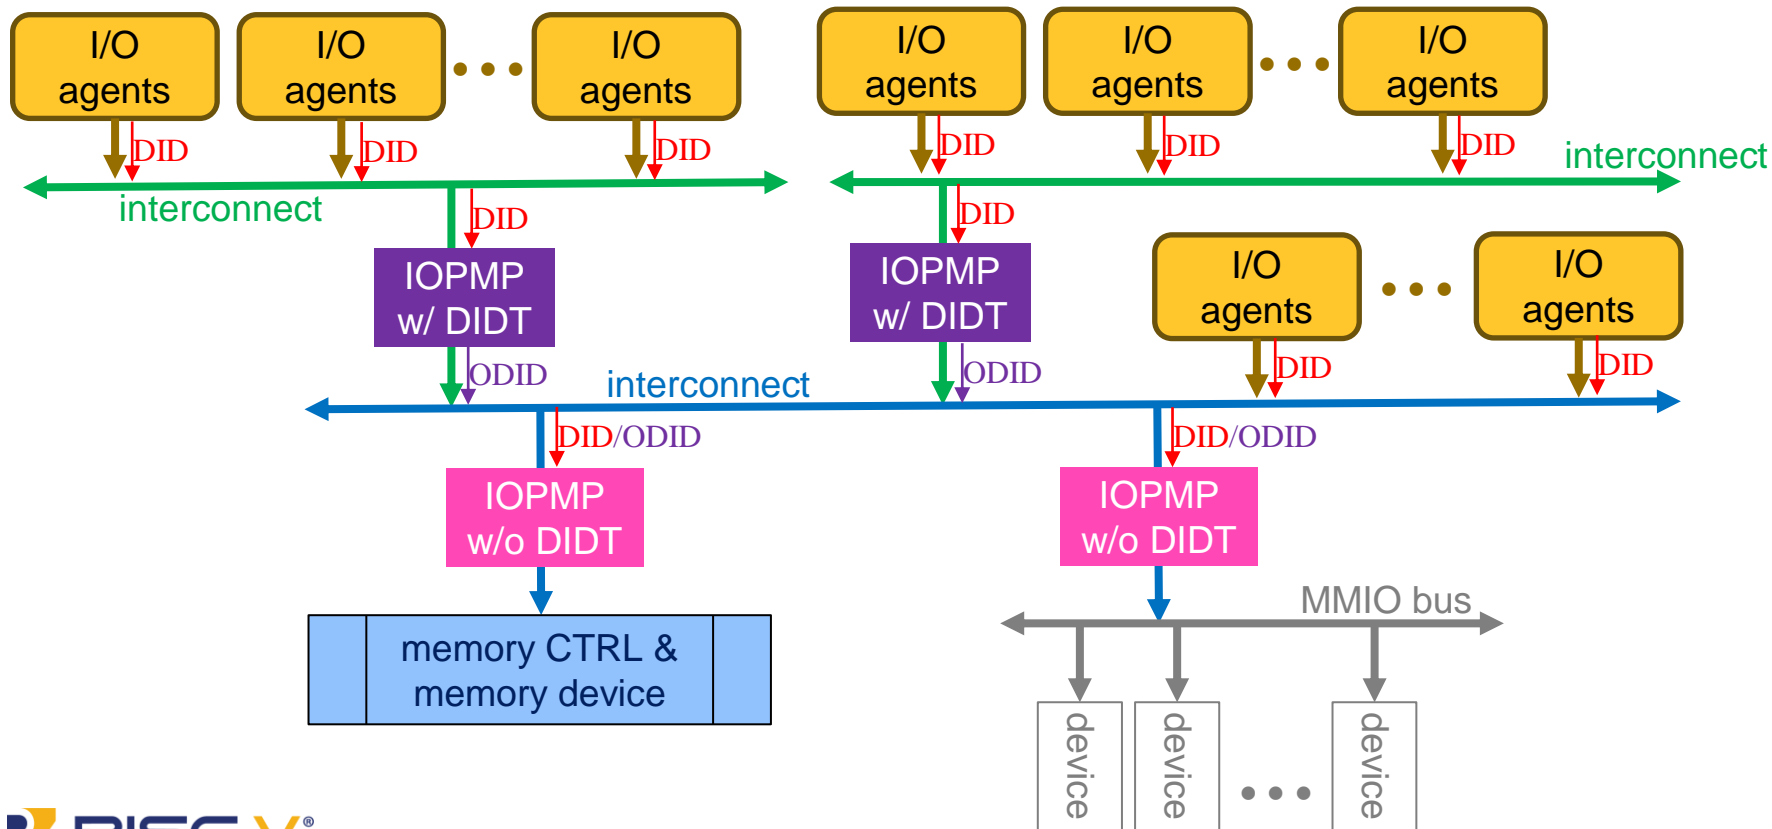 I/O
agents
I/O
agents
I/O
agents
I/O
agents
I/O
agents
I/O
agents
DID
DID
DID
DID
DID
DID
interconnect
interconnect
DID
DID
IOPMP
w/ DIDT
IOPMP
w/ DIDT
I/O
agents
I/O
agents
ODID
ODID
DID
DID
interconnect
DID/ODID
DID/ODID
IOPMP
w/o DIDT
IOPMP
w/o DIDT
MMIO bus
memory CTRL &
memory device
device
device
device
RISC-V®